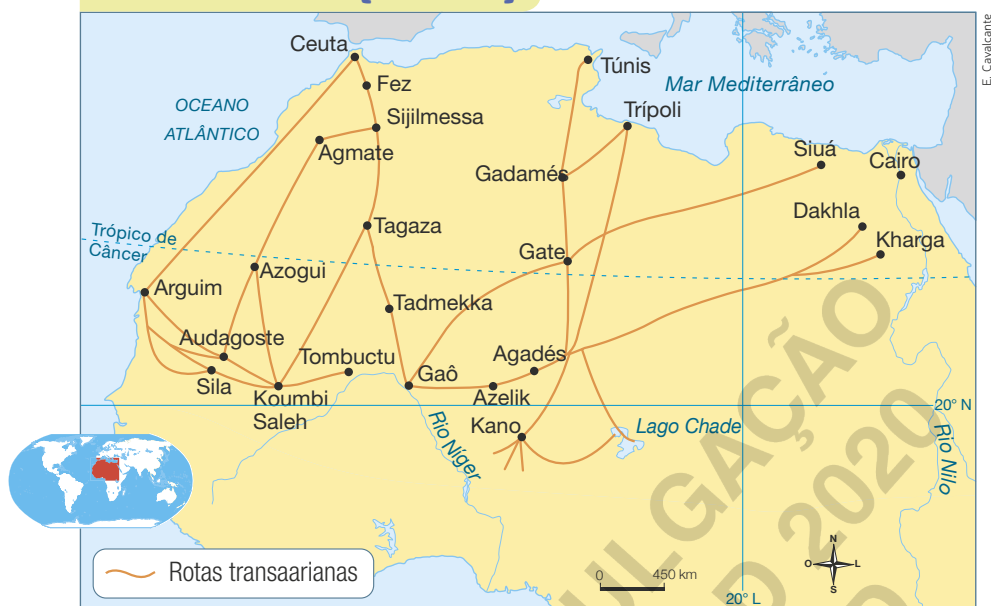 E. Cavalcante
Ceuta
Túnis
Fez
Mar Mediterrâneo
OCEANO
ATLÂNTICO
Trípoli
Sijilmessa
Agmate
Siuá
Cairo
Gadamés
Dakhla
Tagaza
Kharga
Trópico de
Câncer
Gate
Azogui
Arguim
Tadmekka
Audagoste
Tombuctu
Agadés
Sila
Gaô
Koumbi
Saleh
Azelik
20° N
Kano
Lago Chade
Rio Níger
Rio Nilo
ULGAÇÃO
D 2020
N
O
L
S
Rotas transaarianas
0 450 km
20° L